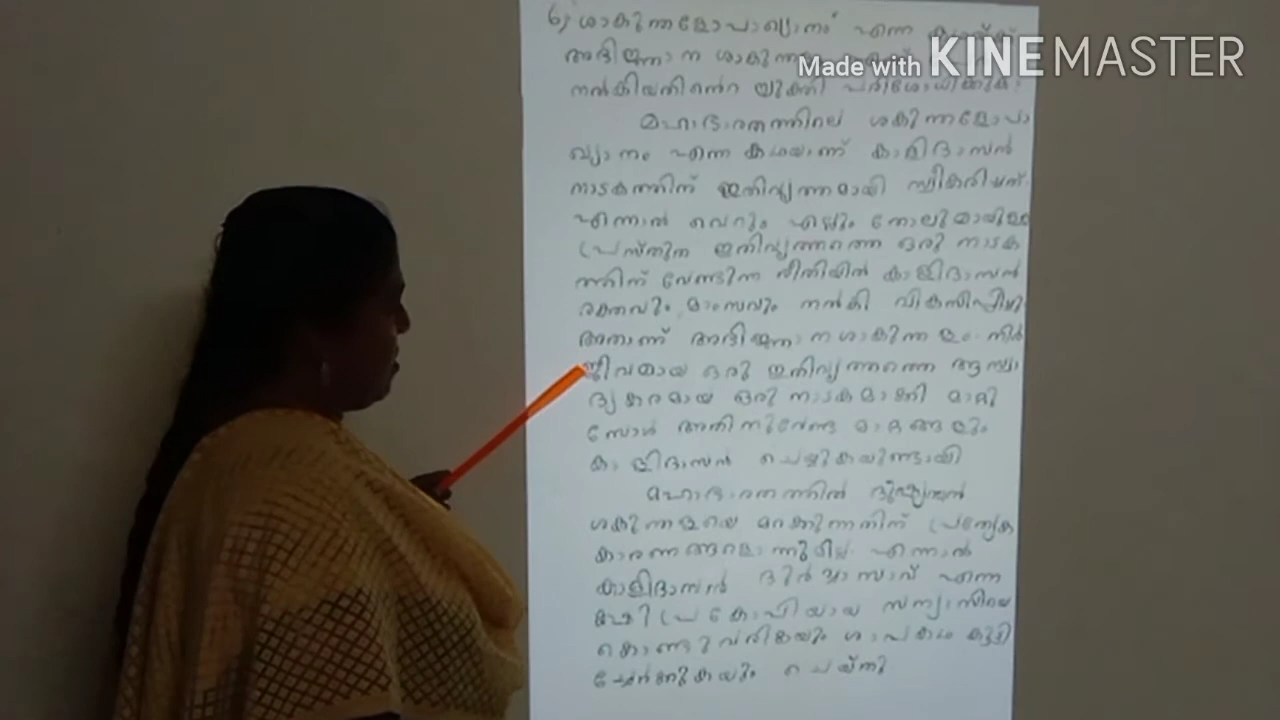 6) ശാകുന്തളോപാഖ്യാനം എന്ന
അഭിജ്ഞാന ശാകുന്തളം
Made with KINEMASTER
നൽകിയതിൻെറ യുക്തി പരിശോധിക്കുക.
മഹാഭാരതത്തിലെ ശകുന്തളോപാ
ഖ്യാനം എന്ന കഥയാണ് കാളിദാസൻ
നാടകത്തിന് ഇതിവൃത്തമായി സ്വീകരിച്ചത്.
എന്നാൽ വെറും എല്ലും തോലുമായിള്ള
പ്രസ്തുത ഇതിവൃത്തത്തെ ഒരു നാടക
ത്തിന് വേണ്ടുന്ന രീതിയിൽ കാളിദാസൻ
രക്തവും മാംസവും നൽകി വികസിപ്പിച്ചു
അതാണ് അഭിജ്ഞാനശാകുന്തളം. നിർ
ജ്ജീവമായ ഒരു ഇതിവൃത്തത്തെ ആസ്വാ
ദ്യകരമായ ഒരു നാടകമാക്കി മാറ്റി
യപ്പോൾ അതിനുവേണ്ട മാറ്റങ്ങളും
കാളിദാസൻ ചെയ്യുകയുണ്ടായി
മഹാഭാരതത്തിൽ ദുഷ്യന്തൻ
ശകുന്തളയെ മറക്കുന്നതിന് പ്രത്യേക
കാരണങ്ങളൊന്നുമില്ല. എന്നാൽ
കാളിദാസൻ ദുർവ്വാസാവ് എന്ന
ക്ഷിപ്രകോപിയായ സന്യാസിയെ
കൊണ്ടുവരികയും ശാപകഥ കൂട്ടി
ച്ചേർക്കുകയും ചെയ്തു